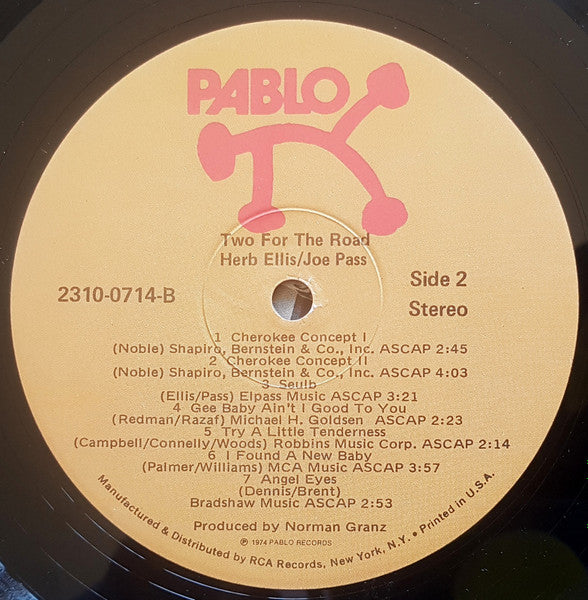 PABLO
Two For The Road
Herb Ellis/Joe Pass
2310-0714-B
Side 2
Stereo
1 Cherokee Concept I
(Noble) Shapiro, Bernstein & Co., Inc. ASCAP 2:45
2 Cherokee Concept II
(Noble) Shapiro, Bernstein & Co., Inc. ASCAP 4:03
3 Seulb
(Ellis/Pass) Elpass Music ASCAP 3:21
4 Gee Baby Ain't I Good To You
(Redman/Razaf) Michael H. Goldsen ASCAP 2:23
5 Try A Little Tenderness
(Campbell/Connelly/Woods) Robbins Music Corp. ASCAP 2:14
6 I Found A New Baby
(Palmer/Williams) MCA Music ASCAP 3:57
7 Angel Eyes
(Dennis/Brent)
Bradshaw Music ASCAP 2:53
Produced by Norman Granz
℗ 1974 PABLO RECORDS
Manufactured & Distributed by RCA Records, New York, N.Y. • Printed in U.S.A.